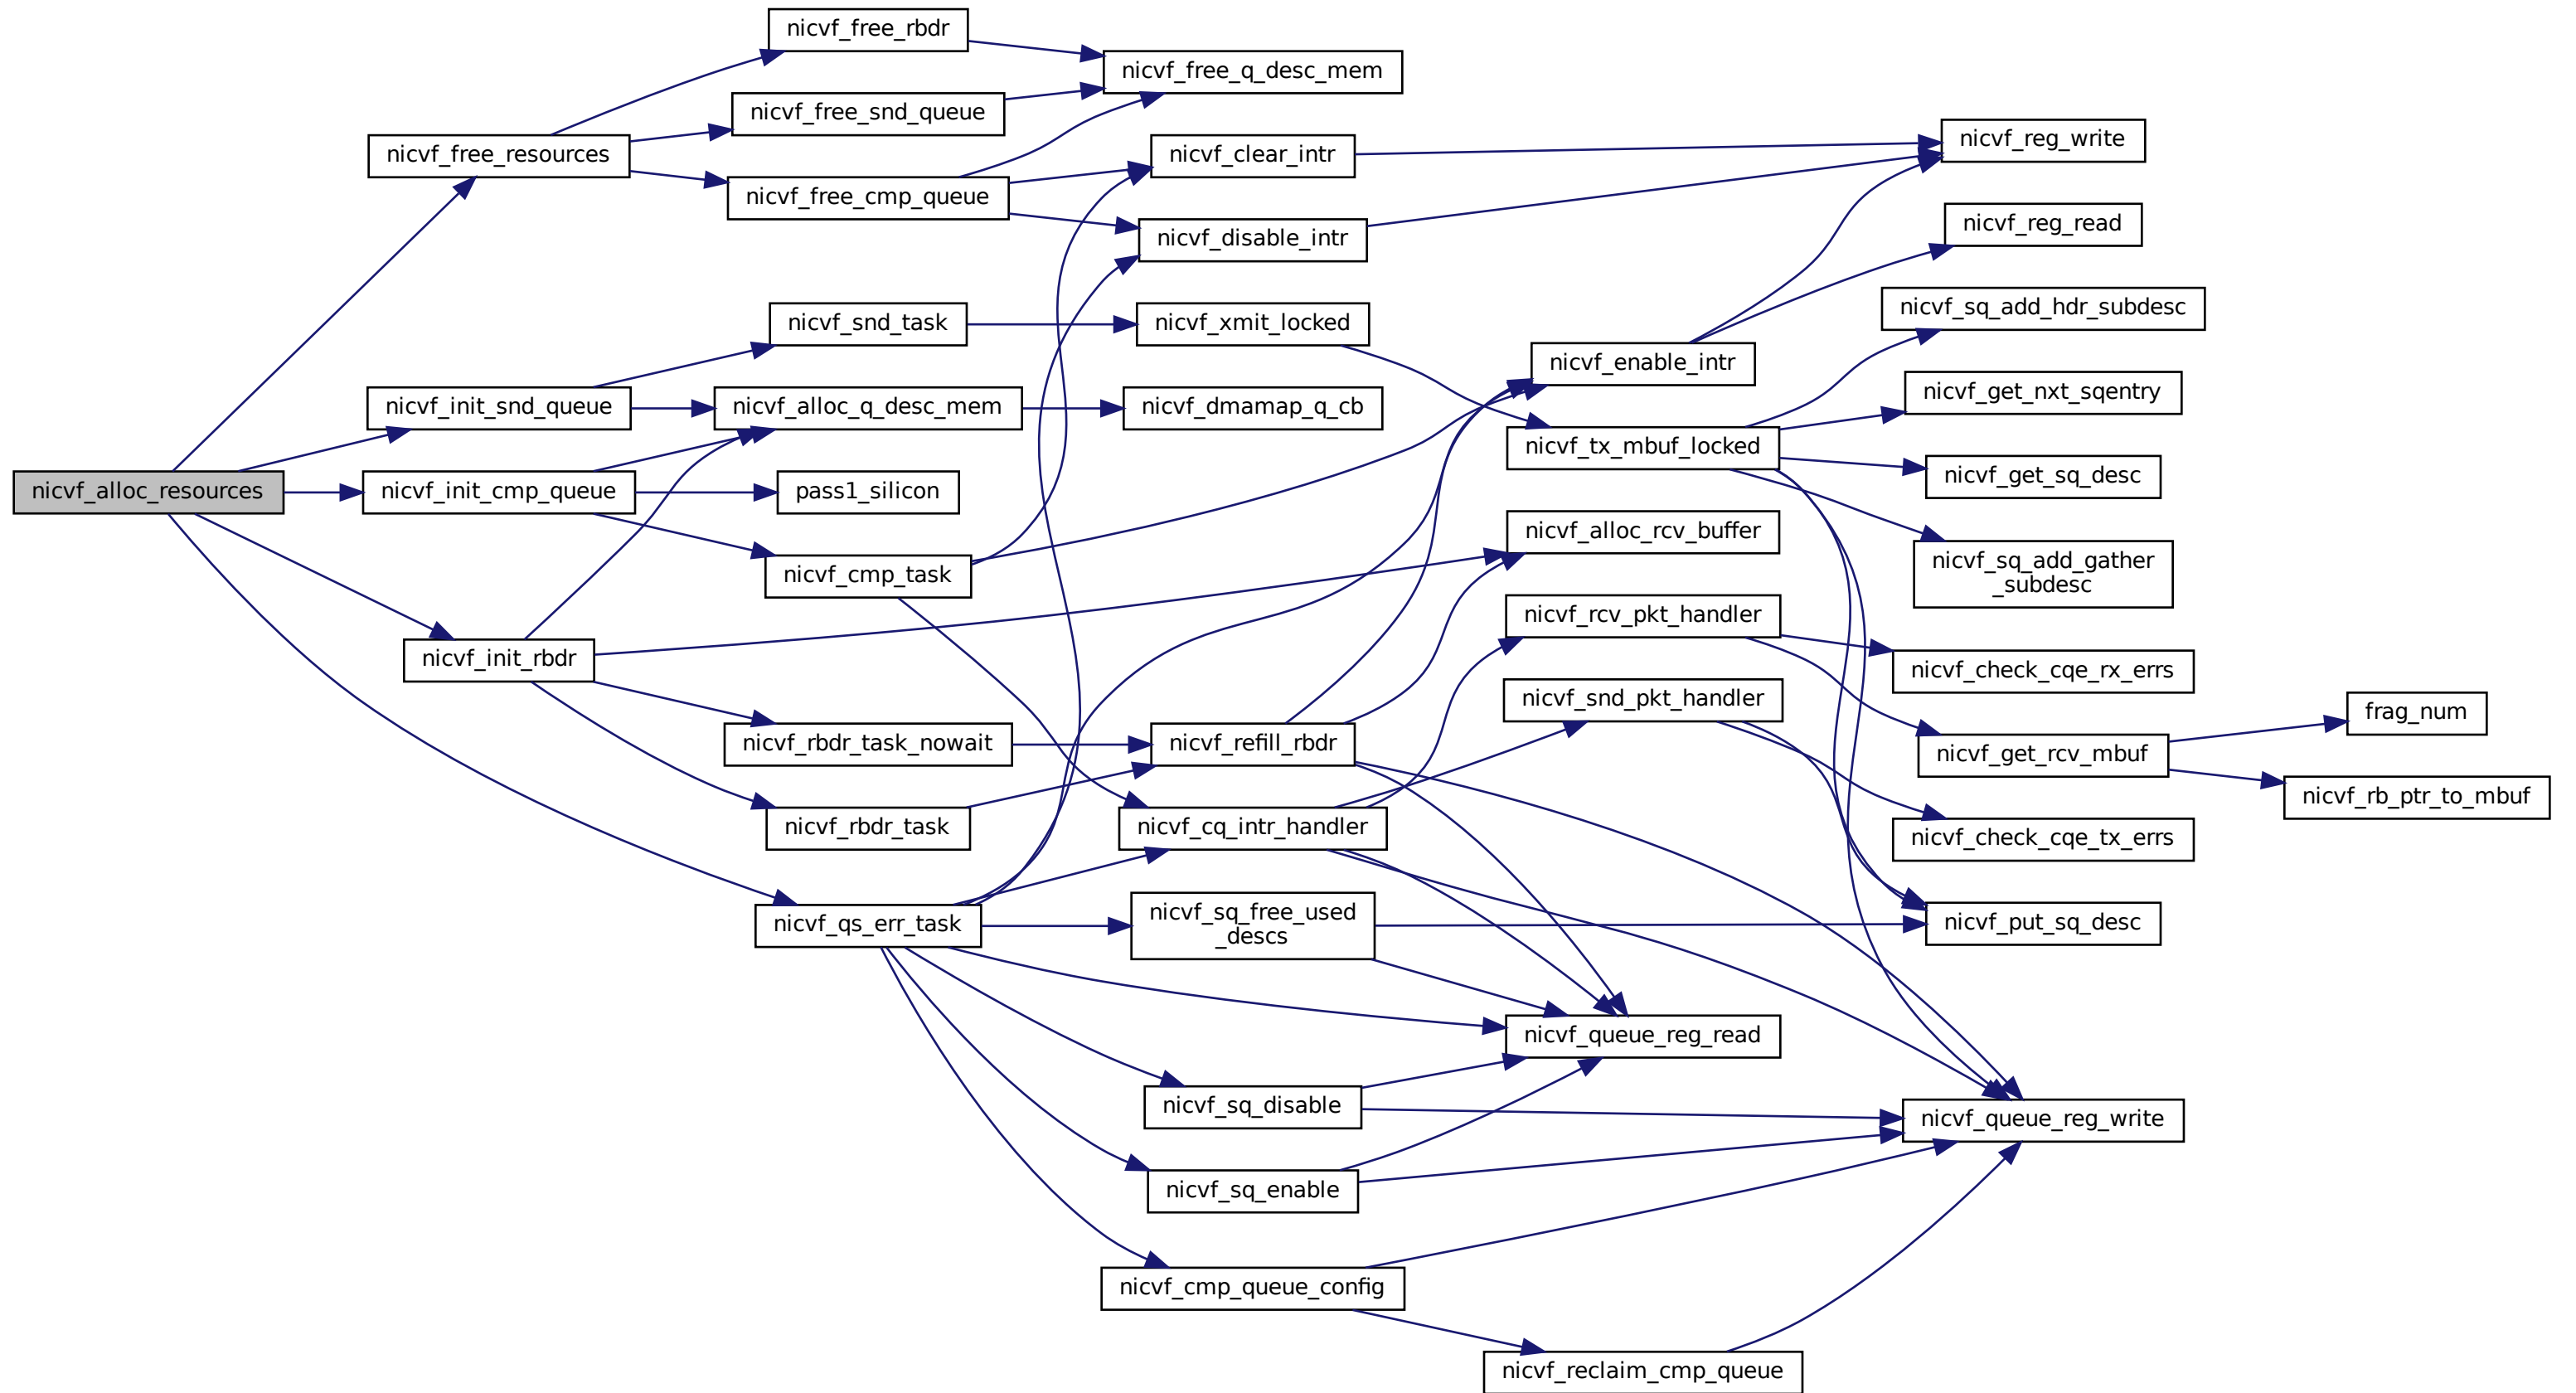 nicvf_alloc_resources
nicvf_free_resources
nicvf_init_snd_queue
nicvf_init_cmp_queue
nicvf_init_rbdr
nicvf_free_rbdr
nicvf_free_snd_queue
nicvf_free_cmp_queue
nicvf_snd_task
nicvf_alloc_q_desc_mem
pass1_silicon
nicvf_cmp_task
nicvf_rbdr_task_nowait
nicvf_rbdr_task
nicvf_qs_err_task
nicvf_free_q_desc_mem
nicvf_clear_intr
nicvf_disable_intr
nicvf_xmit_locked
nicvf_dmamap_q_cb
nicvf_refill_rbdr
nicvf_cq_intr_handler
nicvf_sq_free_used
_descs
nicvf_sq_disable
nicvf_sq_enable
nicvf_cmp_queue_config
nicvf_enable_intr
nicvf_tx_mbuf_locked
nicvf_alloc_rcv_buffer
nicvf_rcv_pkt_handler
nicvf_snd_pkt_handler
nicvf_queue_reg_read
nicvf_reclaim_cmp_queue
nicvf_reg_write
nicvf_reg_read
nicvf_sq_add_hdr_subdesc
nicvf_get_nxt_sqentry
nicvf_get_sq_desc
nicvf_sq_add_gather
_subdesc
nicvf_check_cqe_rx_errs
nicvf_get_rcv_mbuf
nicvf_check_cqe_tx_errs
nicvf_put_sq_desc
nicvf_queue_reg_write
frag_num
nicvf_rb_ptr_to_mbuf